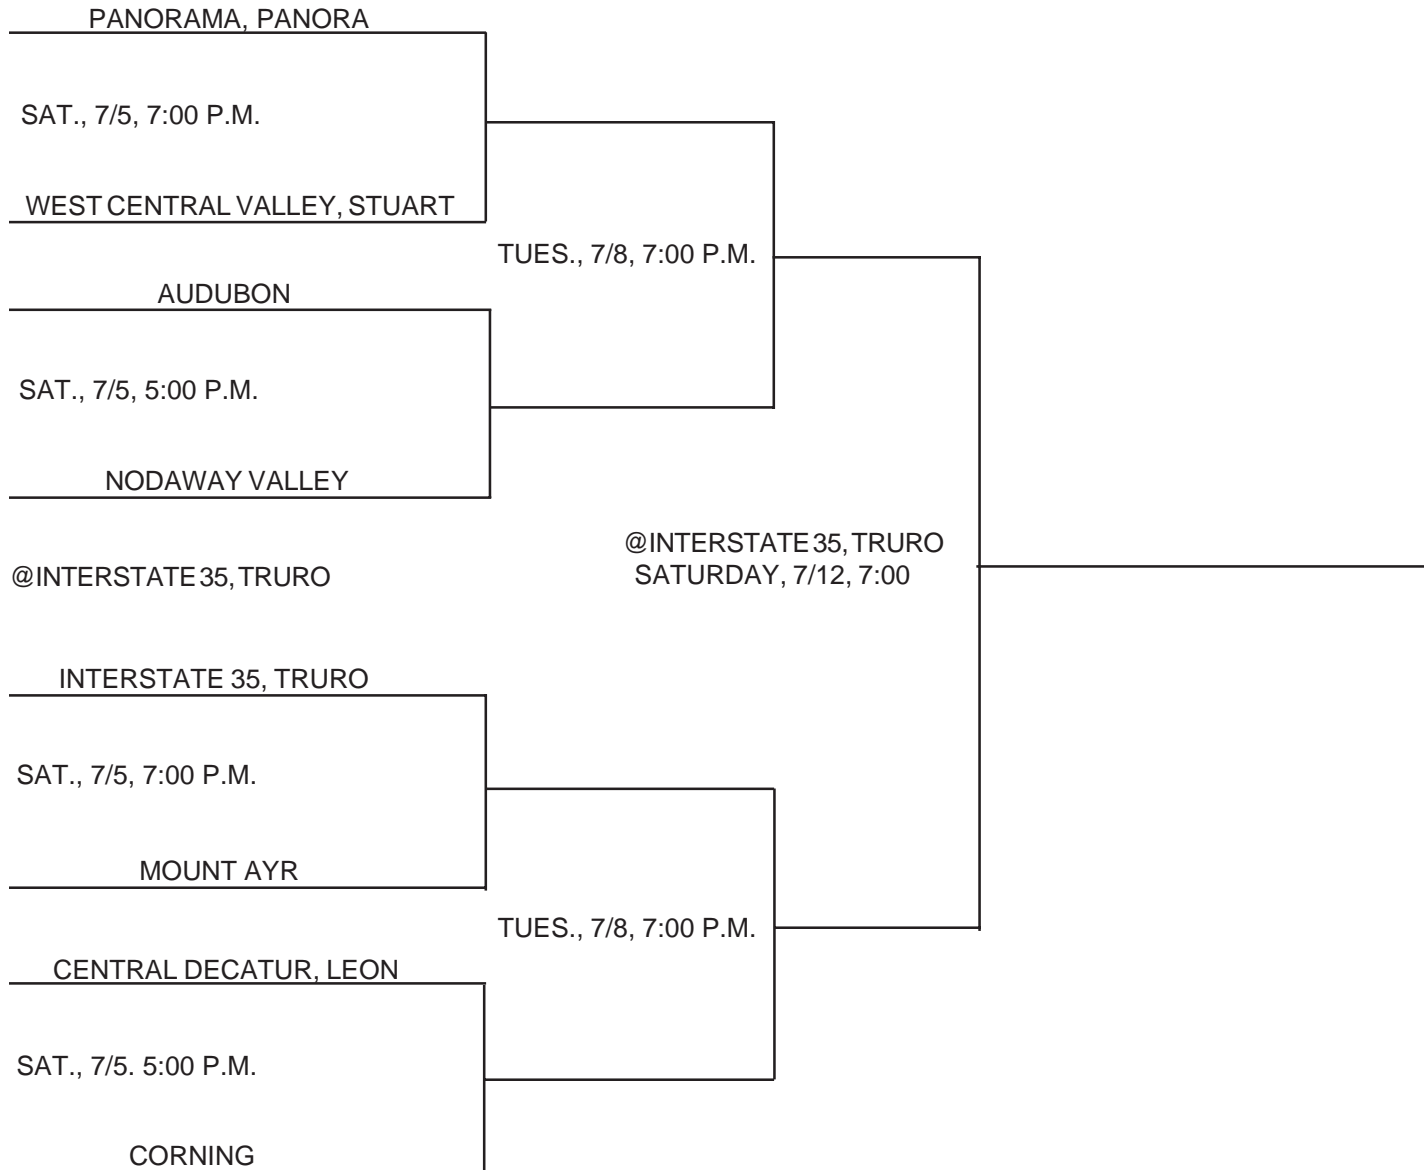 PANORAMA, PANORA
SAT., 7/5, 7:00 P.M.
WEST CENTRAL VALLEY, STUART
TUES., 7/8, 7:00 P.M.
AUDUBON
SAT., 7/5, 5:00 P.M.
NODAWAY VALLEY
@INTERSTATE 35, TRURO
SATURDAY, 7/12, 7:00
@INTERSTATE 35, TRURO
INTERSTATE 35, TRURO
SAT., 7/5, 7:00 P.M.
MOUNT AYR
TUES., 7/8, 7:00 P.M.
CENTRAL DECATUR, LEON
SAT., 7/5. 5:00 P.M.
CORNING